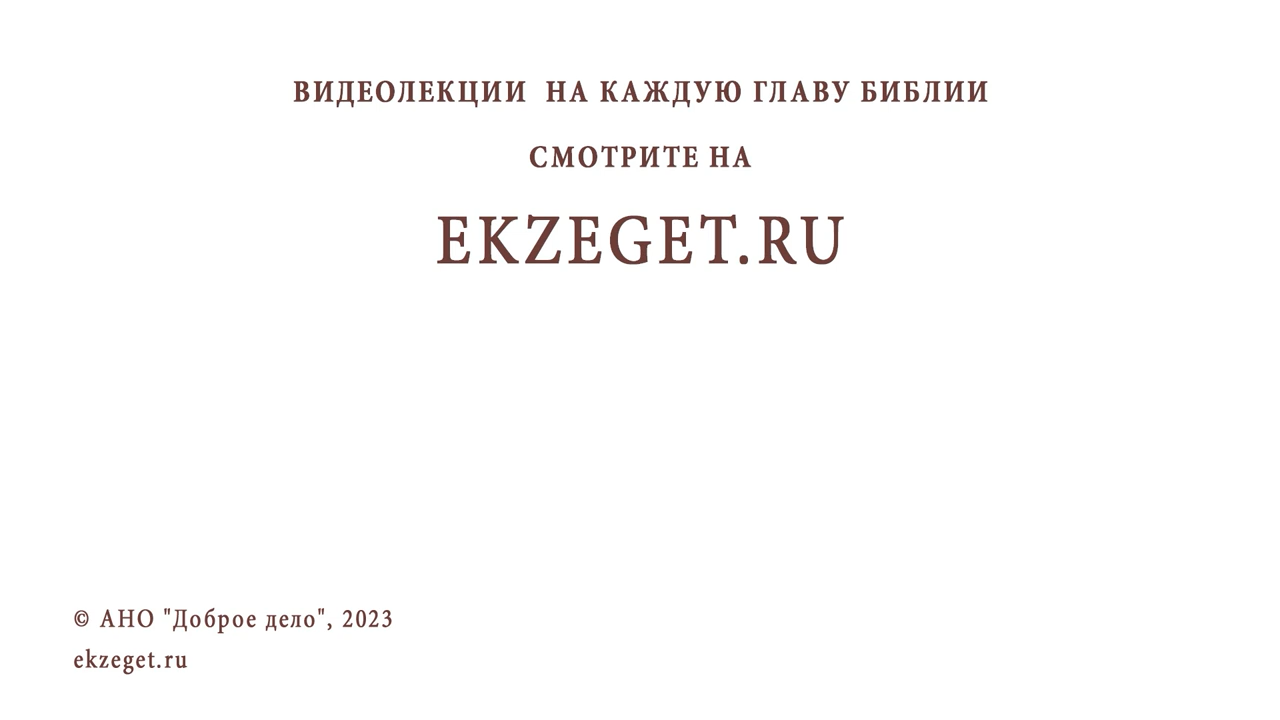 ВИДЕОЛЕКЦИИ НА КАЖДУЮ ГЛАВУ БИБЛИИ
СМОТРИТЕ НА
EKZEGET.RU
© АНО "Доброе дело", 2023
ekzeget.ru